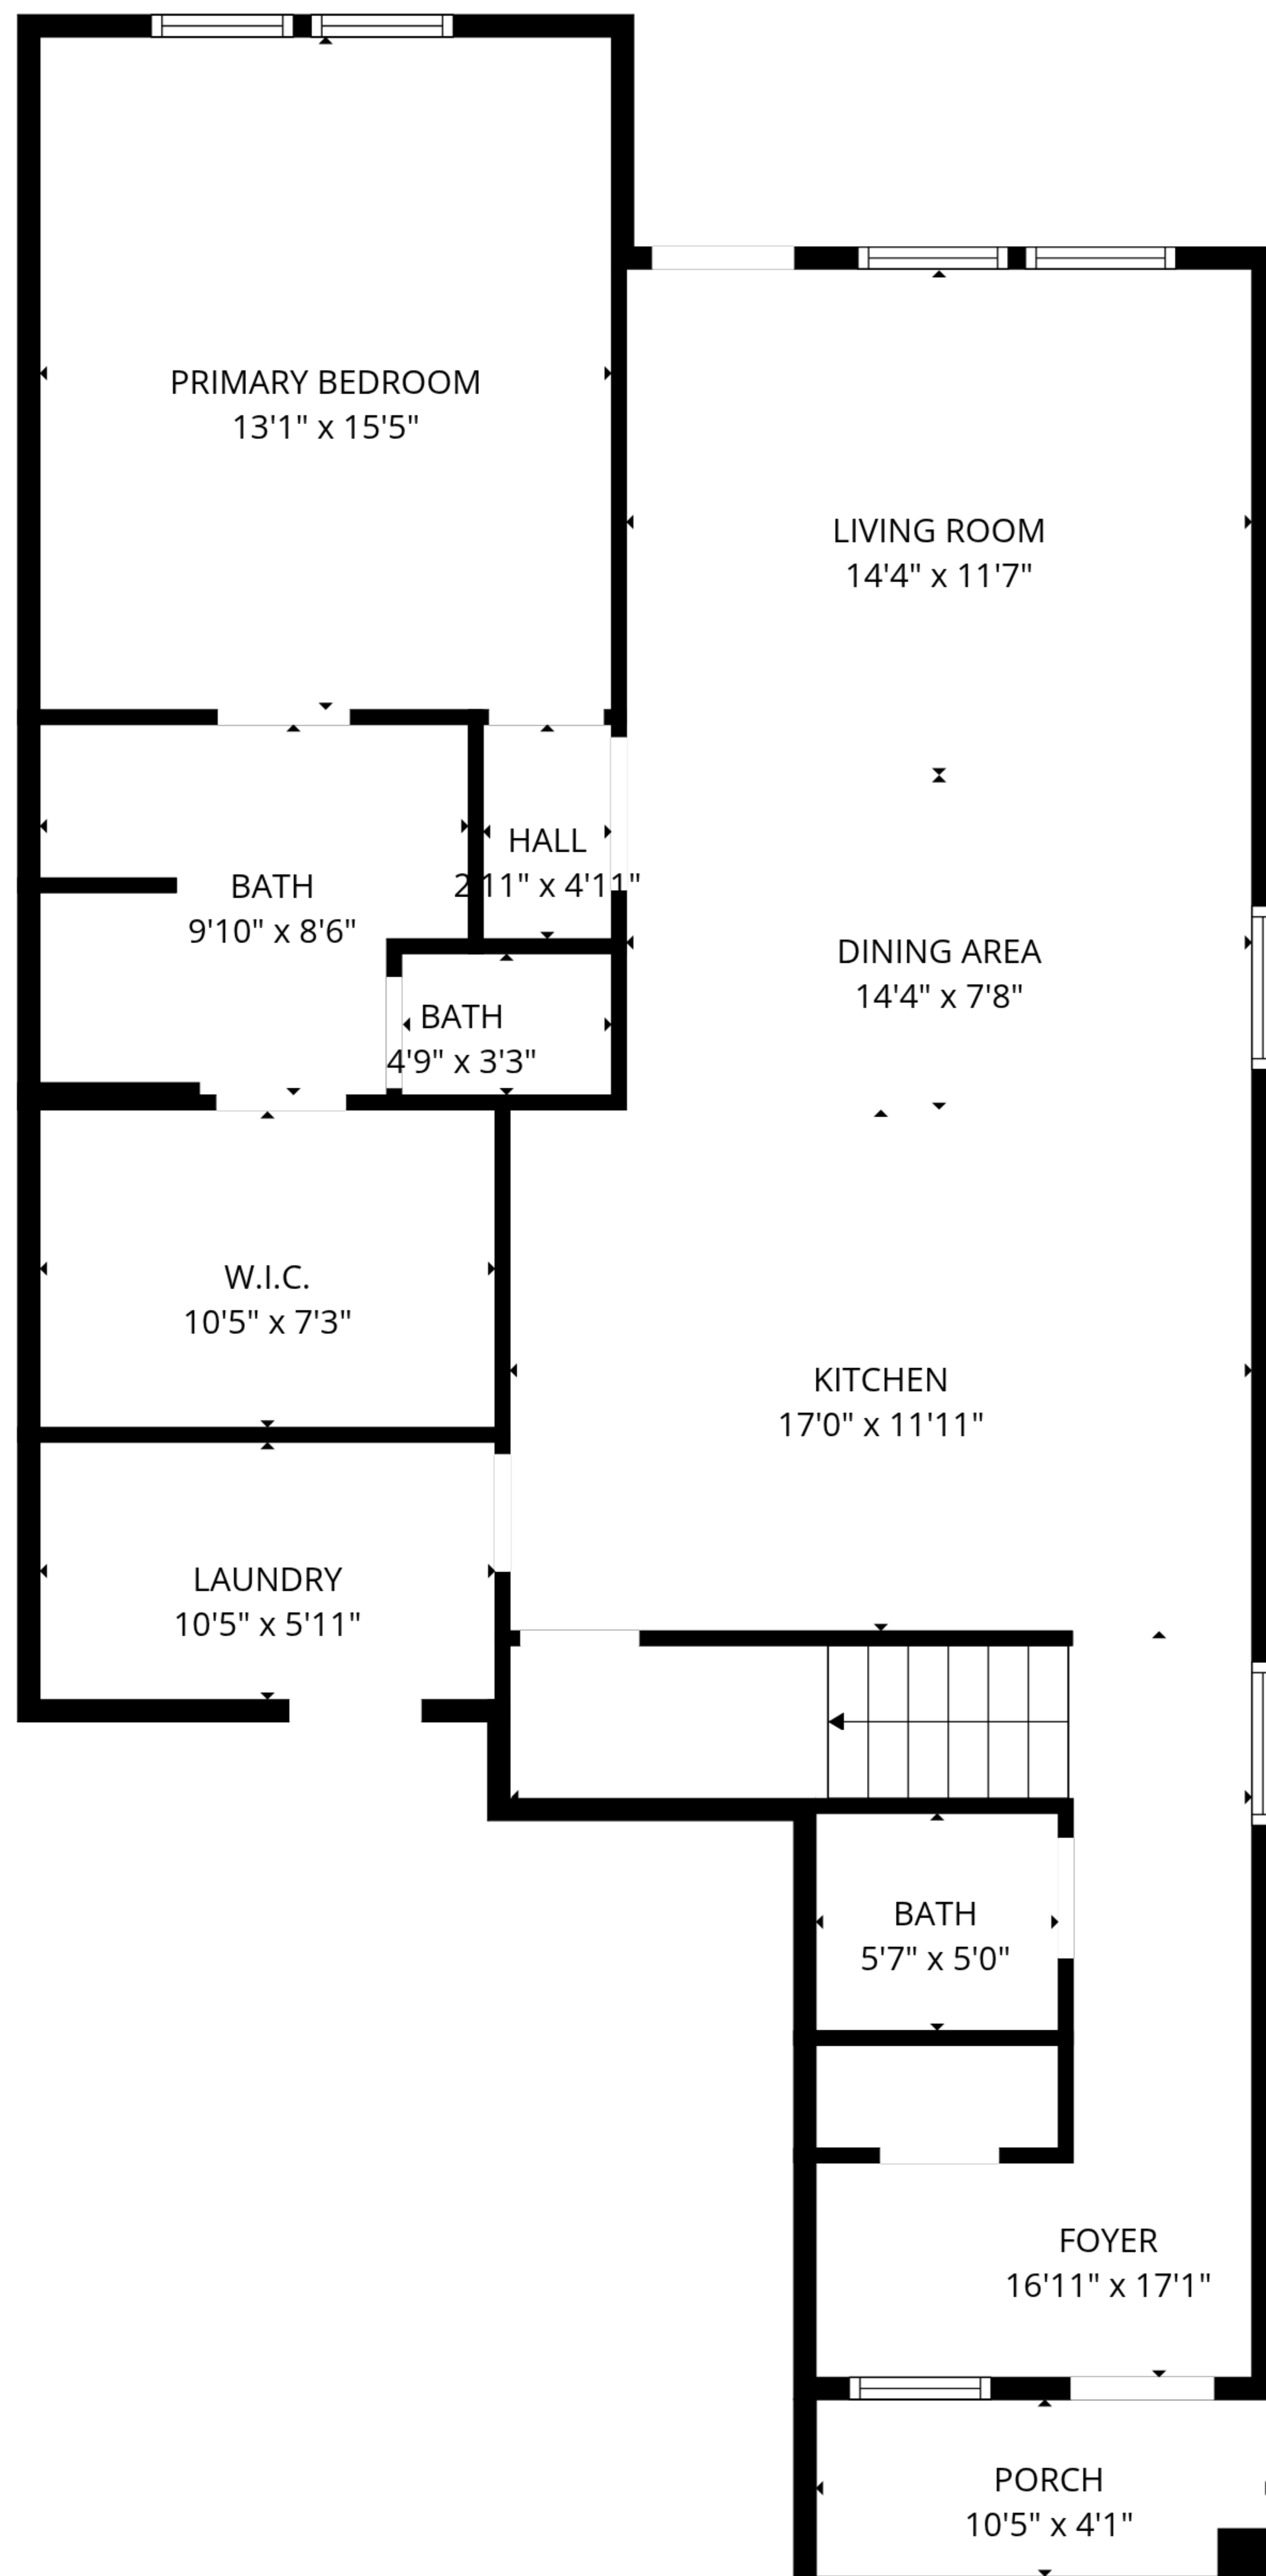 PRIMARY BEDROOM
13'1" x 15'5"
LIVING ROOM
14'4" x 11'7"
HALL
2'11" x 4'11"
BATH
9'10" x 8'6"
DINING AREA
14'4" x 7'8"
BATH
4'9" x 3'3"
W.I.C.
10'5" x 7'3"
KITCHEN
17'0" x 11'11"
LAUNDRY
10'5" x 5'11"
BATH
5'7" x 5'0"
FOYER
16'11" x 17'1"
PORCH
10'5" x 4'1"